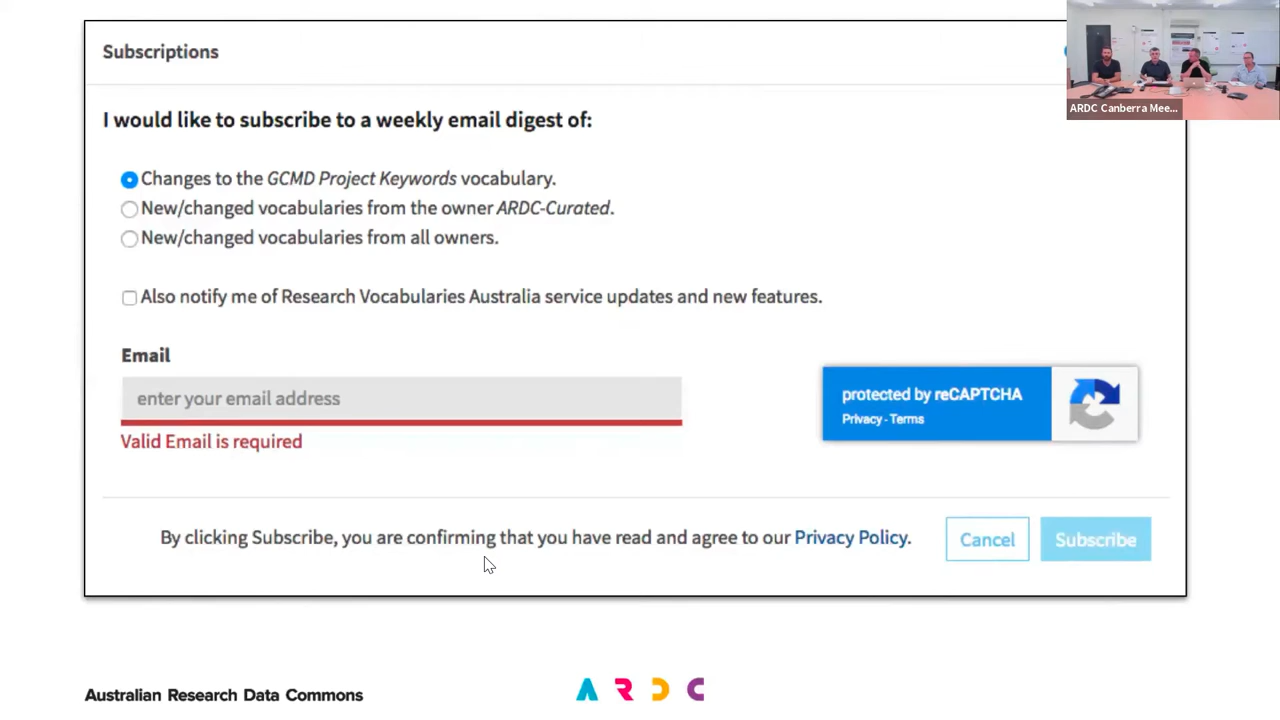 Subscriptions
ARDC Canberra Mee...
I would like to subscribe to a weekly email digest of:
Changes to the GCMD Project Keywords vocabulary.
New/changed vocabularies from the owner ARDC-Curated.
New/changed vocabularies from all owners.
Also notify me of Research Vocabularies Australia service updates and new features.
Email
enter your email address
Valid Email is required
protected by reCAPTCHA
Privacy - Terms
By clicking Subscribe, you are confirming that you have read and agree to our Privacy Policy.
Cancel
Subscribe
Australian Research Data Commons
ARDC